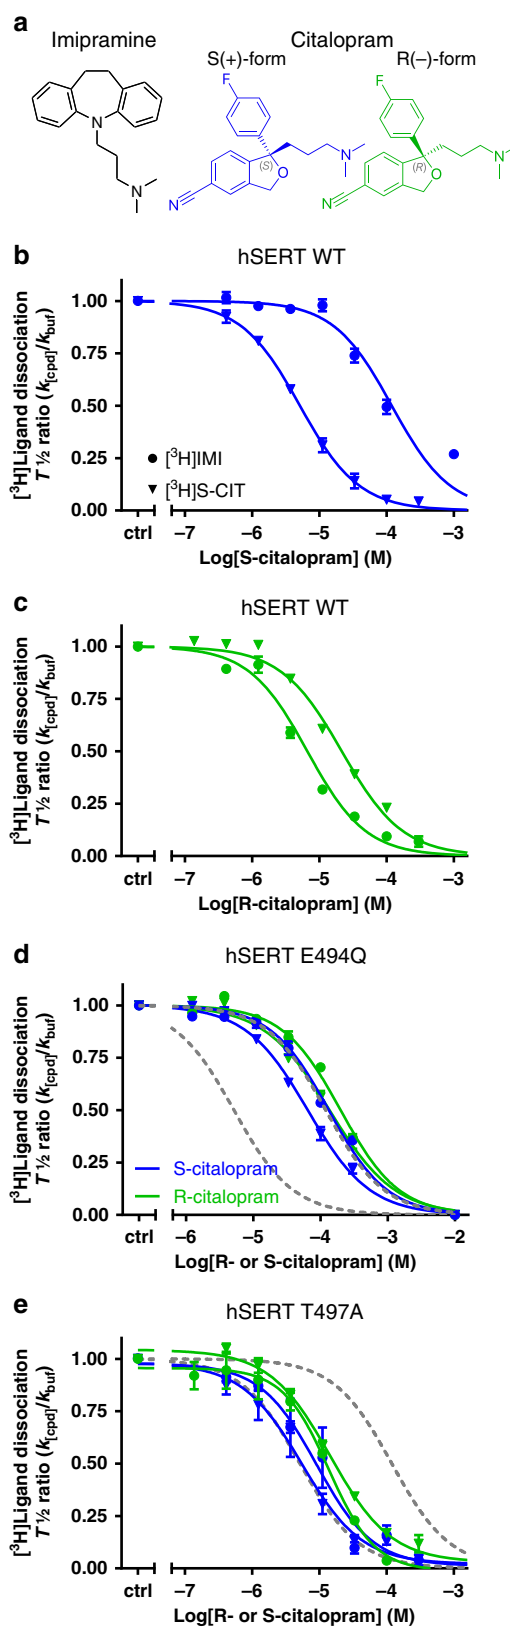 a
Imipramine
Citalopram
S(+)-form
R(−)-form
F
F
N
N
(S)
O
N
N
(R)
O
N
N
N
b
hSERT WT
[³H]Ligand dissociation
T ½ ratio (k[cpd]/kbuf)
1.00
0.75
0.50
0.25
0.00
[³H]IMI
[³H]S-CIT
ctrl
−7
−6
−5
−4
−3
Log[S-citalopram] (M)
c
hSERT WT
[³H]Ligand dissociation
T ½ ratio (k[cpd]/kbuf)
1.00
0.75
0.50
0.25
0.00
ctrl
−7
−6
−5
−4
−3
Log[R-citalopram] (M)
d
hSERT E494Q
[³H]Ligand dissociation
T ½ ratio (k[cpd]/kbuf)
1.00
0.75
0.50
0.25
0.00
S-citalopram
R-citalopram
ctrl
−6
−5
−4
−3
−2
Log[R- or S-citalopram] (M)
e
hSERT T497A
[³H]Ligand dissociation
T ½ ratio (k[cpd]/kbuf)
1.00
0.75
0.50
0.25
0.00
ctrl
−7
−6
−5
−4
−3
Log[R- or S-citalopram] (M)